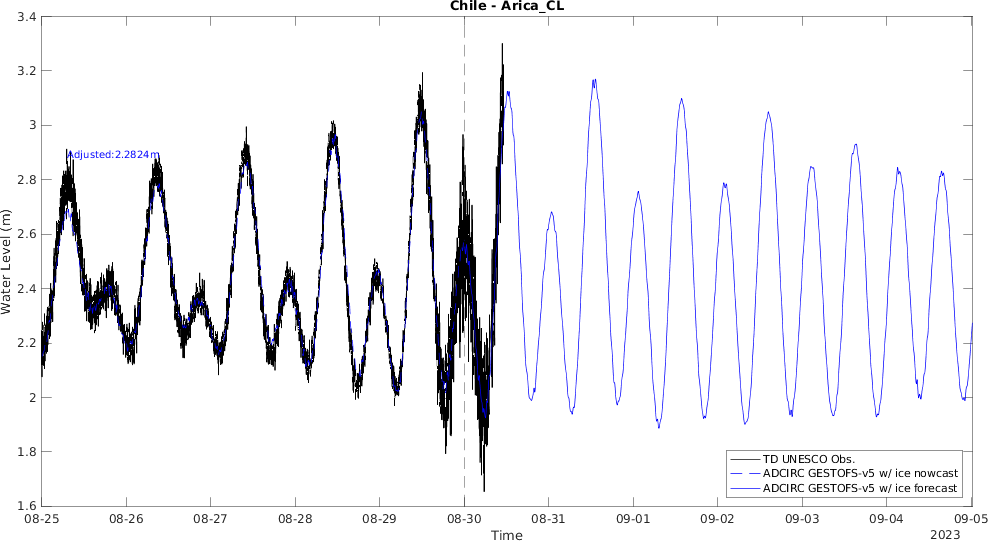 Chile - Arica_CL
3.4
3.2
3
2.8
2.6
2.4
2.2
2
1.8
1.6
Water Level (m)
Adjusted:2.2824m
TD UNESCO Obs.
ADCIRC GESTOFS-v5 w/ ice nowcast
ADCIRC GESTOFS-v5 w/ ice forecast
08-25 08-26 08-27 08-28 08-29 08-30 08-31 09-01 09-02 09-03 09-04 09-05
Time
2023